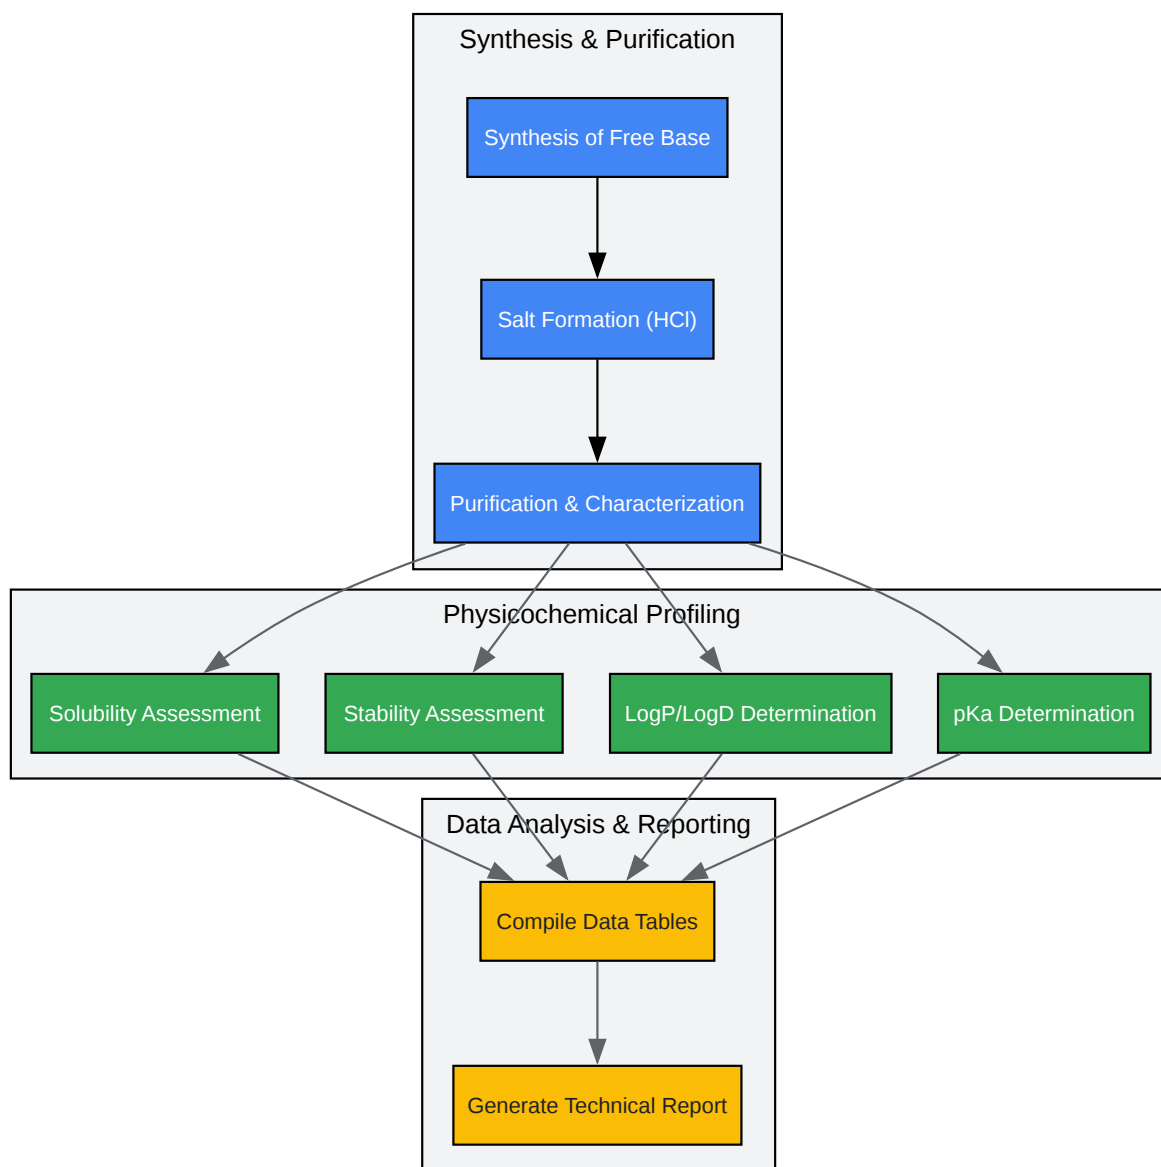 Synthesis & Purification
Synthesis of Free Base
Salt Formation (HCl)
Purification & Characterization
Physicochemical Profiling
Solubility Assessment
Stability Assessment
LogP/LogD Determination
pKa Determination
Data Analysis & Reporting
Compile Data Tables
Generate Technical Report